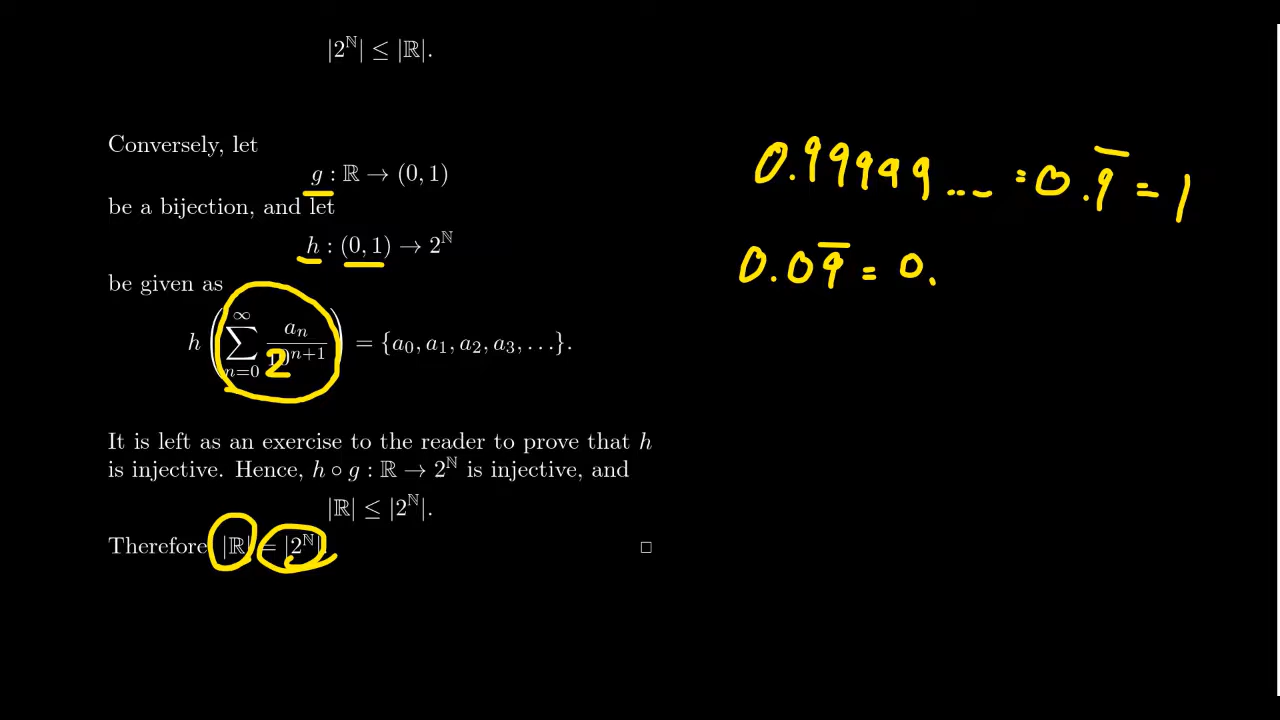 |2^ℕ| ≤ |ℝ|.
Conversely, let
g : ℝ → (0, 1)
be a bijection, and let
h : (0, 1) → 2^ℕ
be given as
h ( ∑_{n=0}^{∞} a_n / 2^{n+1} ) = {a_0, a_1, a_2, a_3, . . .}.
It is left as an exercise to the reader to prove that h
is injective. Hence, h ∘ g : ℝ → 2^ℕ is injective, and
|ℝ| ≤ |2^ℕ|.
Therefore |ℝ| = |2^ℕ|. □
0.99999... = 0.9̅ = 1
0.09̅ = 0.